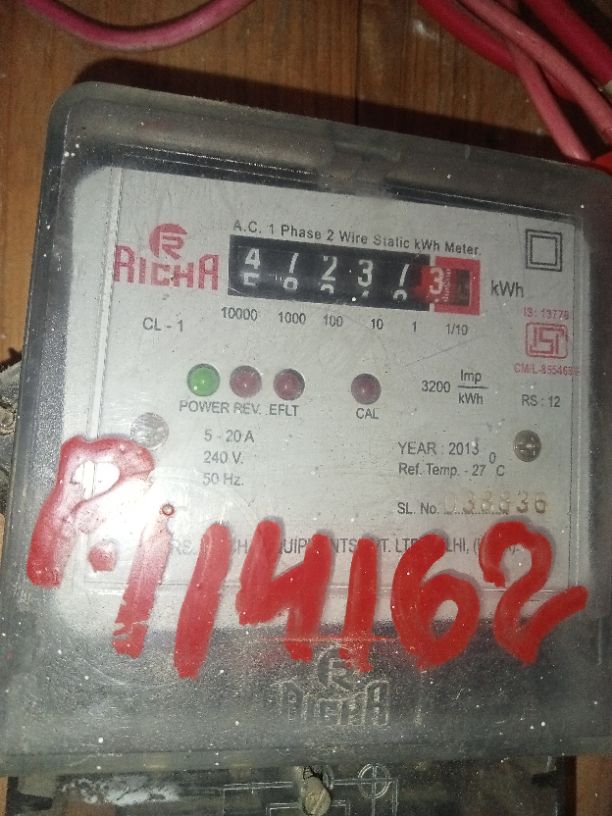 A.C. 1 Phase 2 Wire Static kWh Meter.
RICHA
4 7 2 3 7 3 kWh
CL - 1
10000 1000 100 10 1 1/10
IS : 13779
ISI
3200 Imp/kWh
RS : 12
POWER REV. EFLT CAL
5 - 20 A
240 V.
50 Hz.
YEAR : 2013
Ref. Temp. - 27 °C
SL. No.
P.114162
RICHA